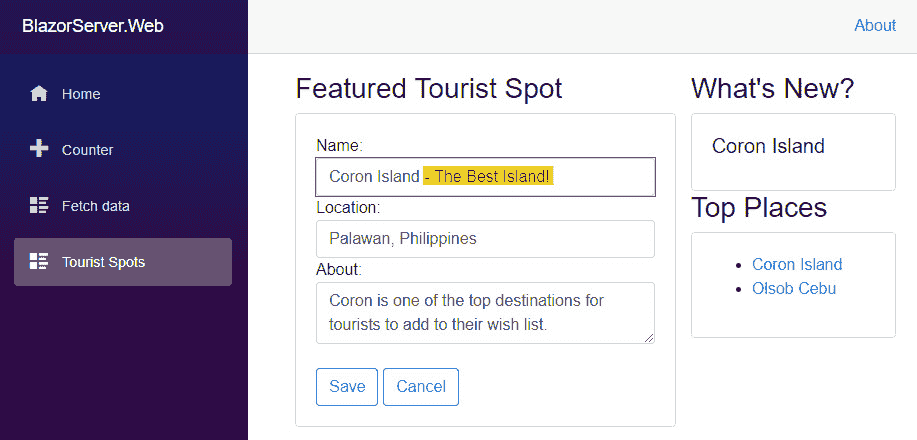 BlazorServer.Web
About
Home
Counter
Fetch data
Tourist Spots
Featured Tourist Spot
Name:
Coron Island - The Best Island!
Location:
Palawan, Philippines
About:
Coron is one of the top destinations for
tourists to add to their wish list.
Save
Cancel
What's New?
Coron Island
Top Places
Coron Island
Olsob Cebu